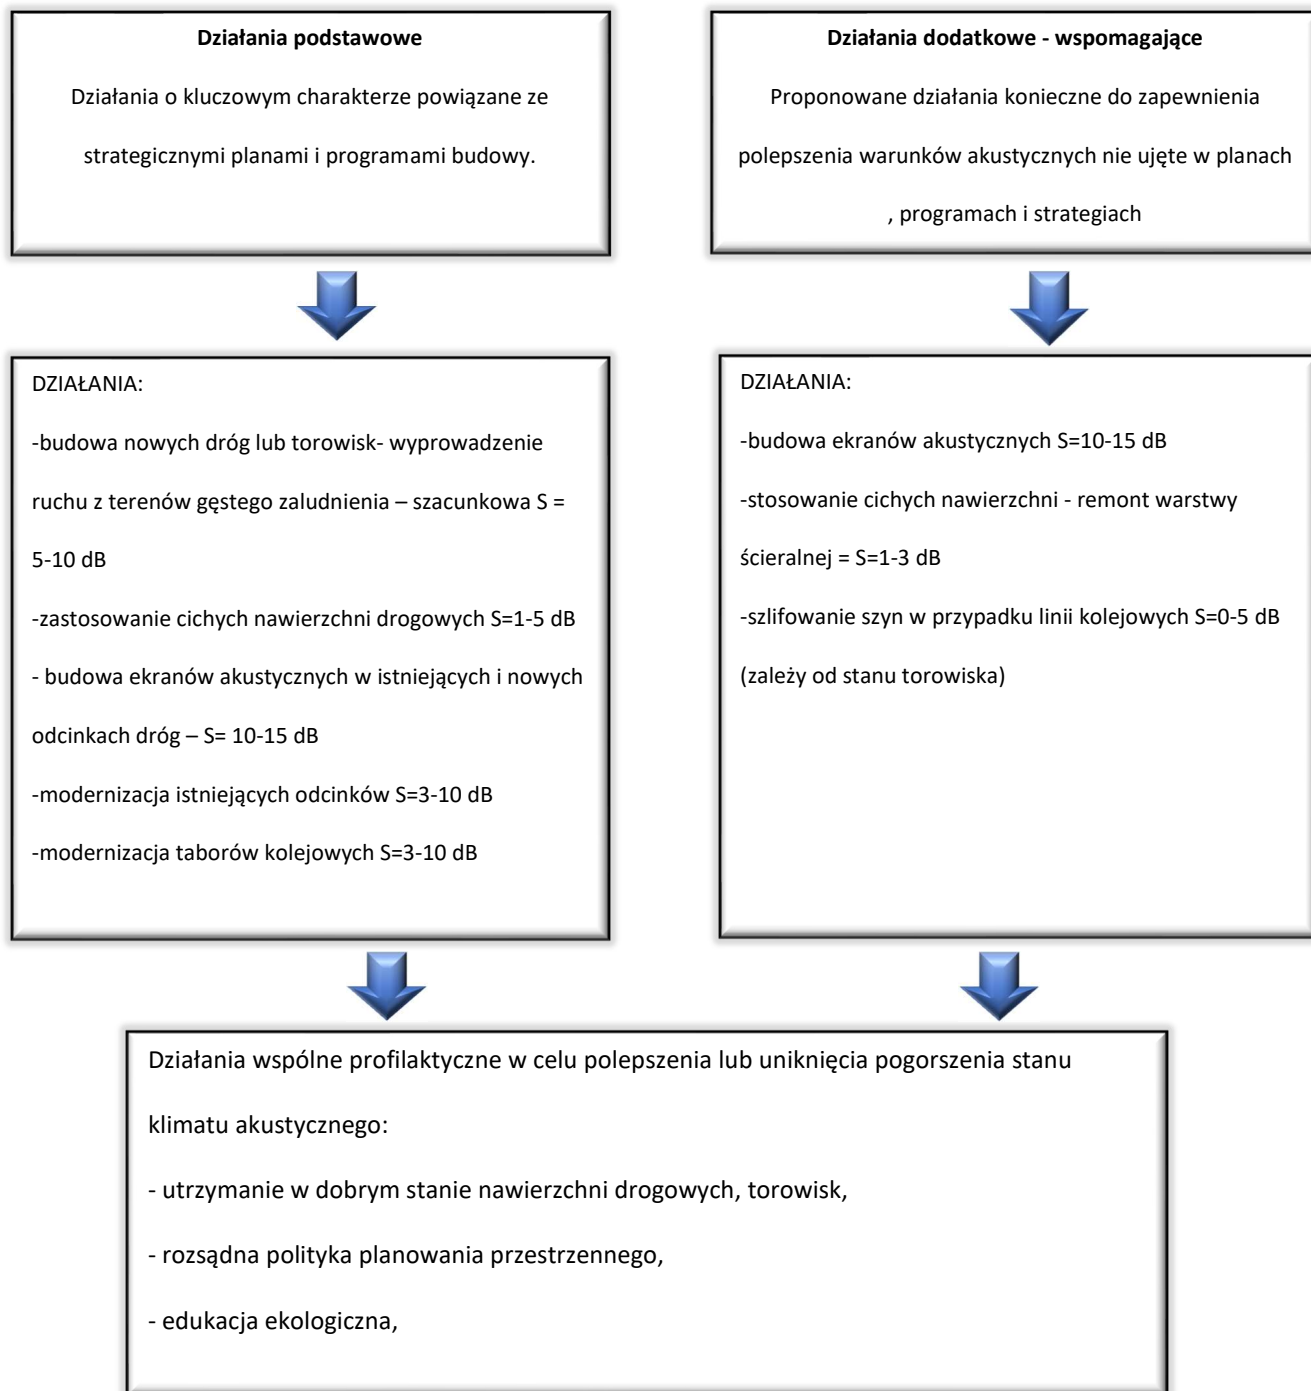 Działania podstawowe
Działania o kluczowym charakterze powiązane ze
strategicznymi planami i programami budowy.
Działania dodatkowe - wspomagające
Proponowane działania konieczne do zapewnienia
polepszenia warunków akustycznych nie ujęte w planach
, programach i strategiach
DZIAŁANIA:
-budowa nowych dróg lub torowisk- wyprowadzenie
ruchu z terenów gęstego zaludnienia – szacunkowa S =
5-10 dB
-zastosowanie cichych nawierzchni drogowych S=1-5 dB
- budowa ekranów akustycznych w istniejących i nowych
odcinkach dróg – S= 10-15 dB
-modernizacja istniejących odcinków S=3-10 dB
-modernizacja taborów kolejowych S=3-10 dB
DZIAŁANIA:
-budowa ekranów akustycznych S=10-15 dB
-stosowanie cichych nawierzchni - remont warstwy
ścieralnej = S=1-3 dB
-szlifowanie szyn w przypadku linii kolejowych S=0-5 dB
(zależy od stanu torowiska)
Działania wspólne profilaktyczne w celu polepszenia lub uniknięcia pogorszenia stanu
klimatu akustycznego:
- utrzymanie w dobrym stanie nawierzchni drogowych, torowisk,
- rozsądna polityka planowania przestrzennego,
- edukacja ekologiczna,